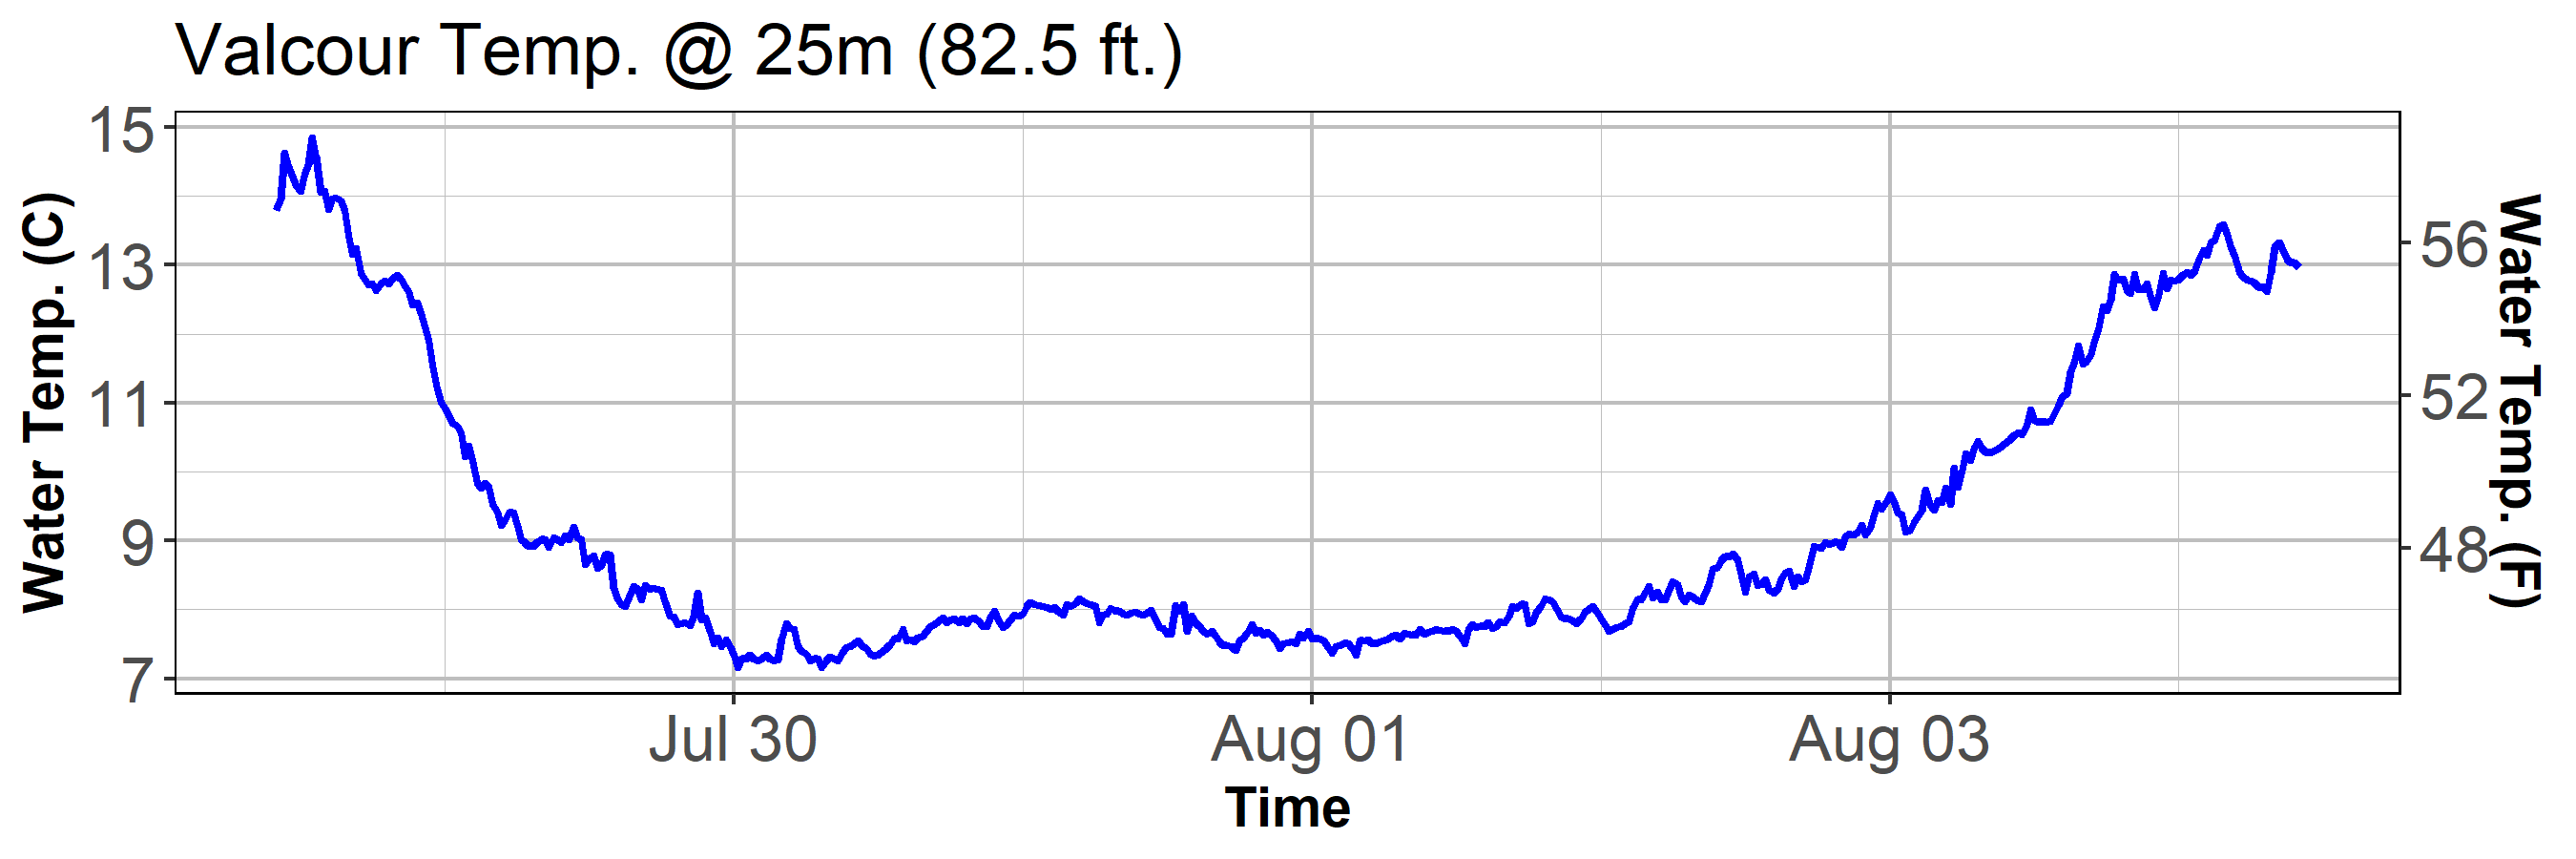 Valcour Temp. @ 25m (82.5 ft.)
Water Temp. (C)
15
13
11
9
7
56
52
48
Water Temp. (F)
Jul 30
Aug 01
Aug 03
Time